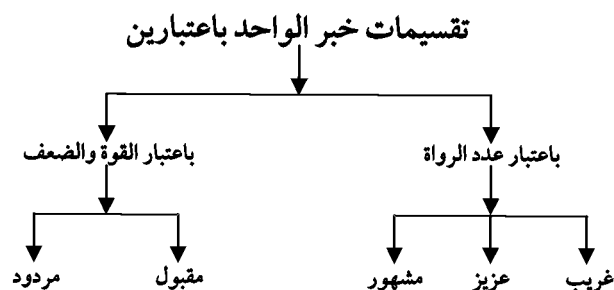 تقسيمات خبر الواحد باعتبارين
باعتبار عدد الرواة
باعتبار القوة والضعف
غريب
عزيز
مشهور
مقبول
مردود